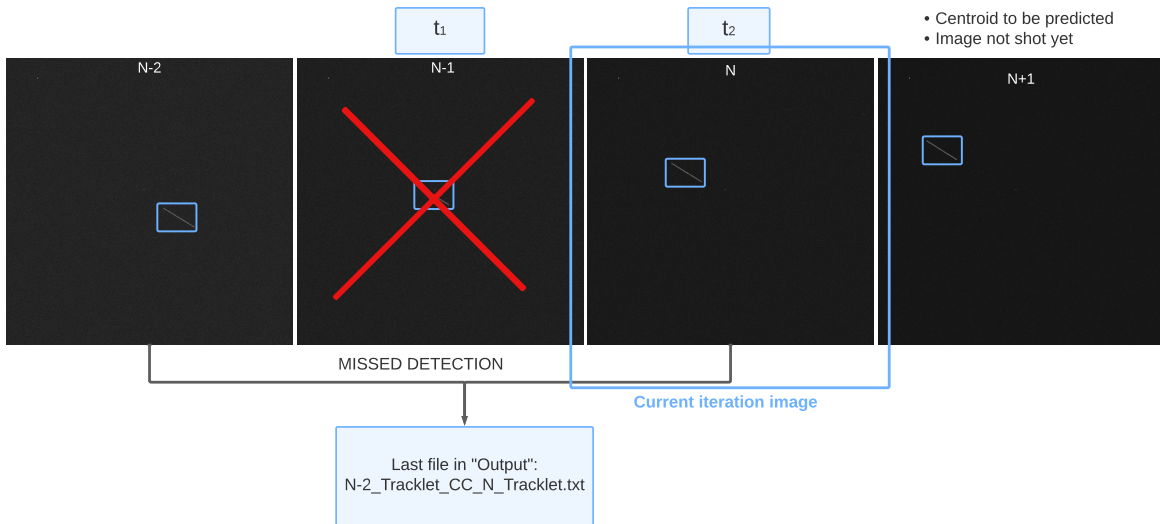 t1
t2
• Centroid to be predicted
• Image not shot yet
N-2
N-1
N
N+1
MISSED DETECTION
Current iteration image
Last file in "Output":
N-2_Tracklet_CC_N_Tracklet.txt